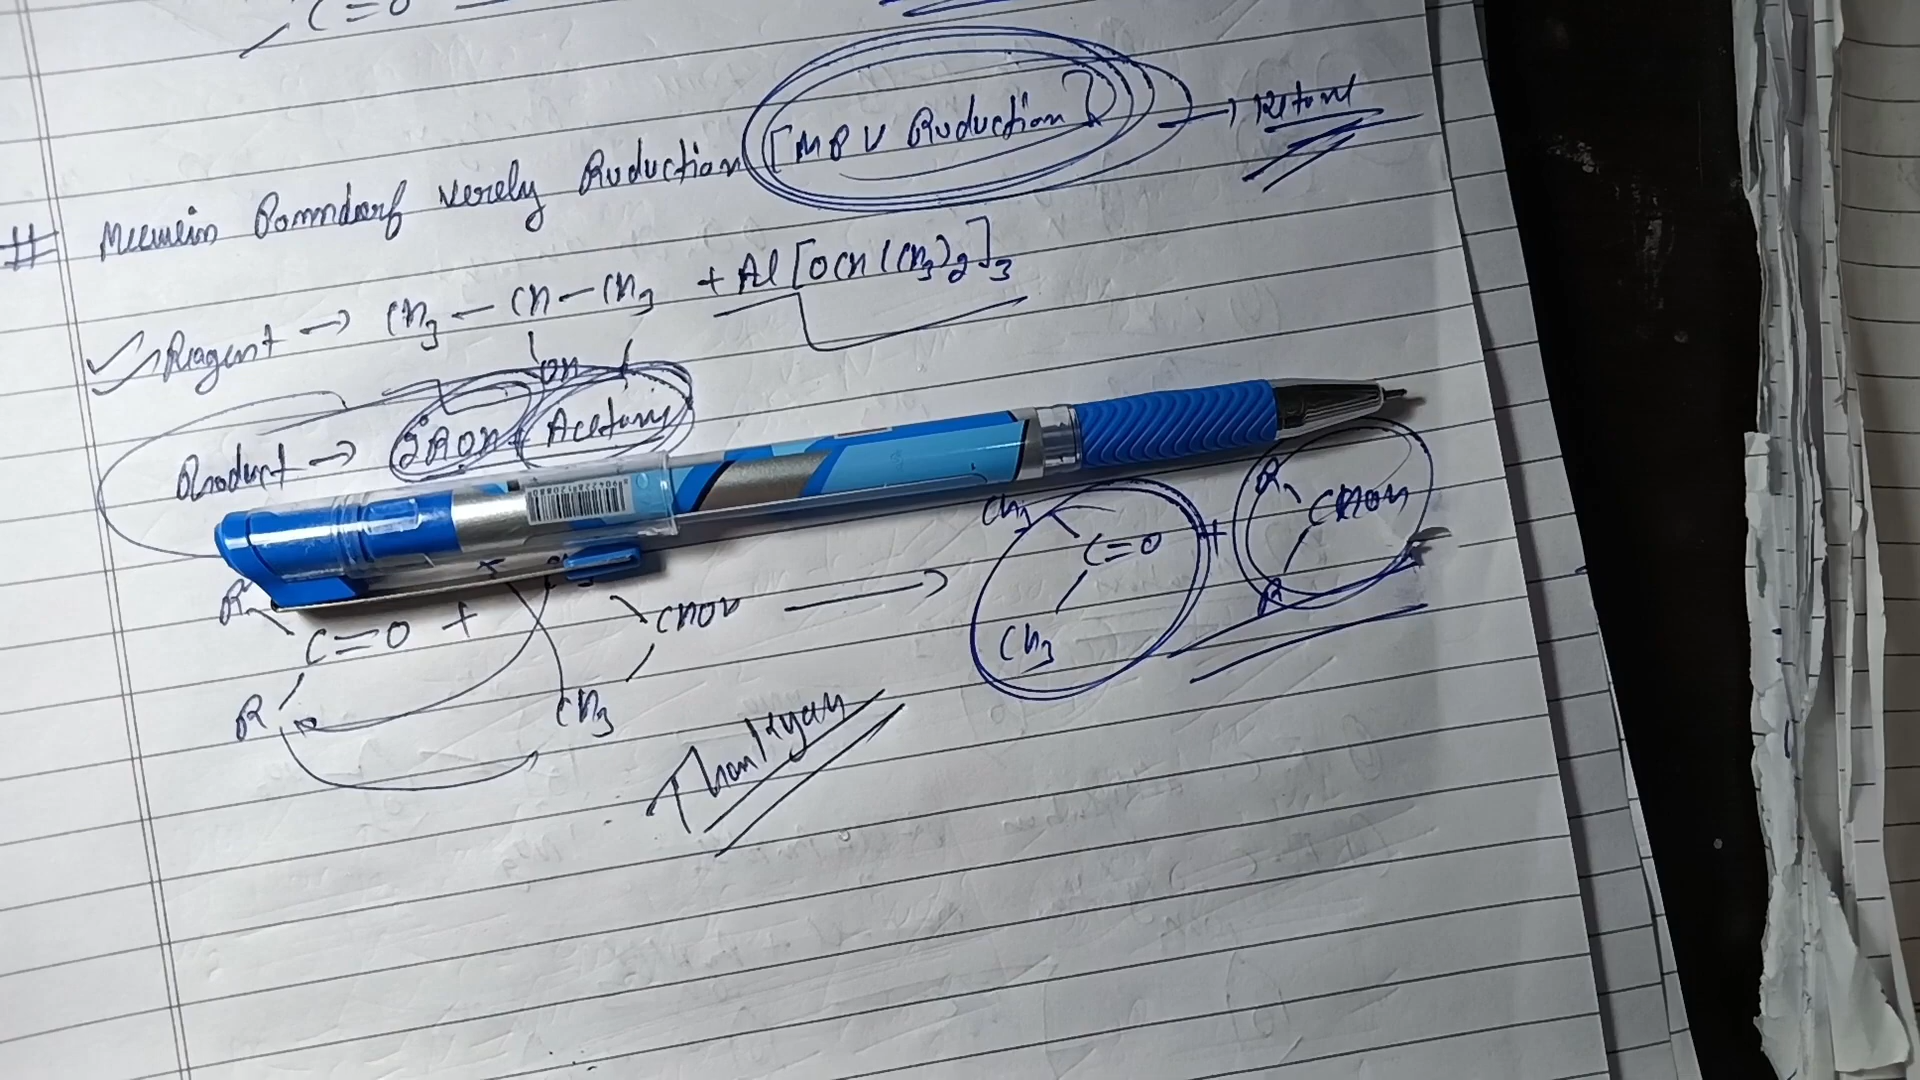 C=O
# Meerwein Ponndorf Verely Reduction [MPV Reduction] → Ketone
Reagent → CH3 - CH - CH3 + Al[OCH(CH3)2]3
OH
Product → 2° ROH + Acetone
CH3 R
C=O + CHOH
R CHOH → CH3 R
C=O +
R CH3
Thankyou